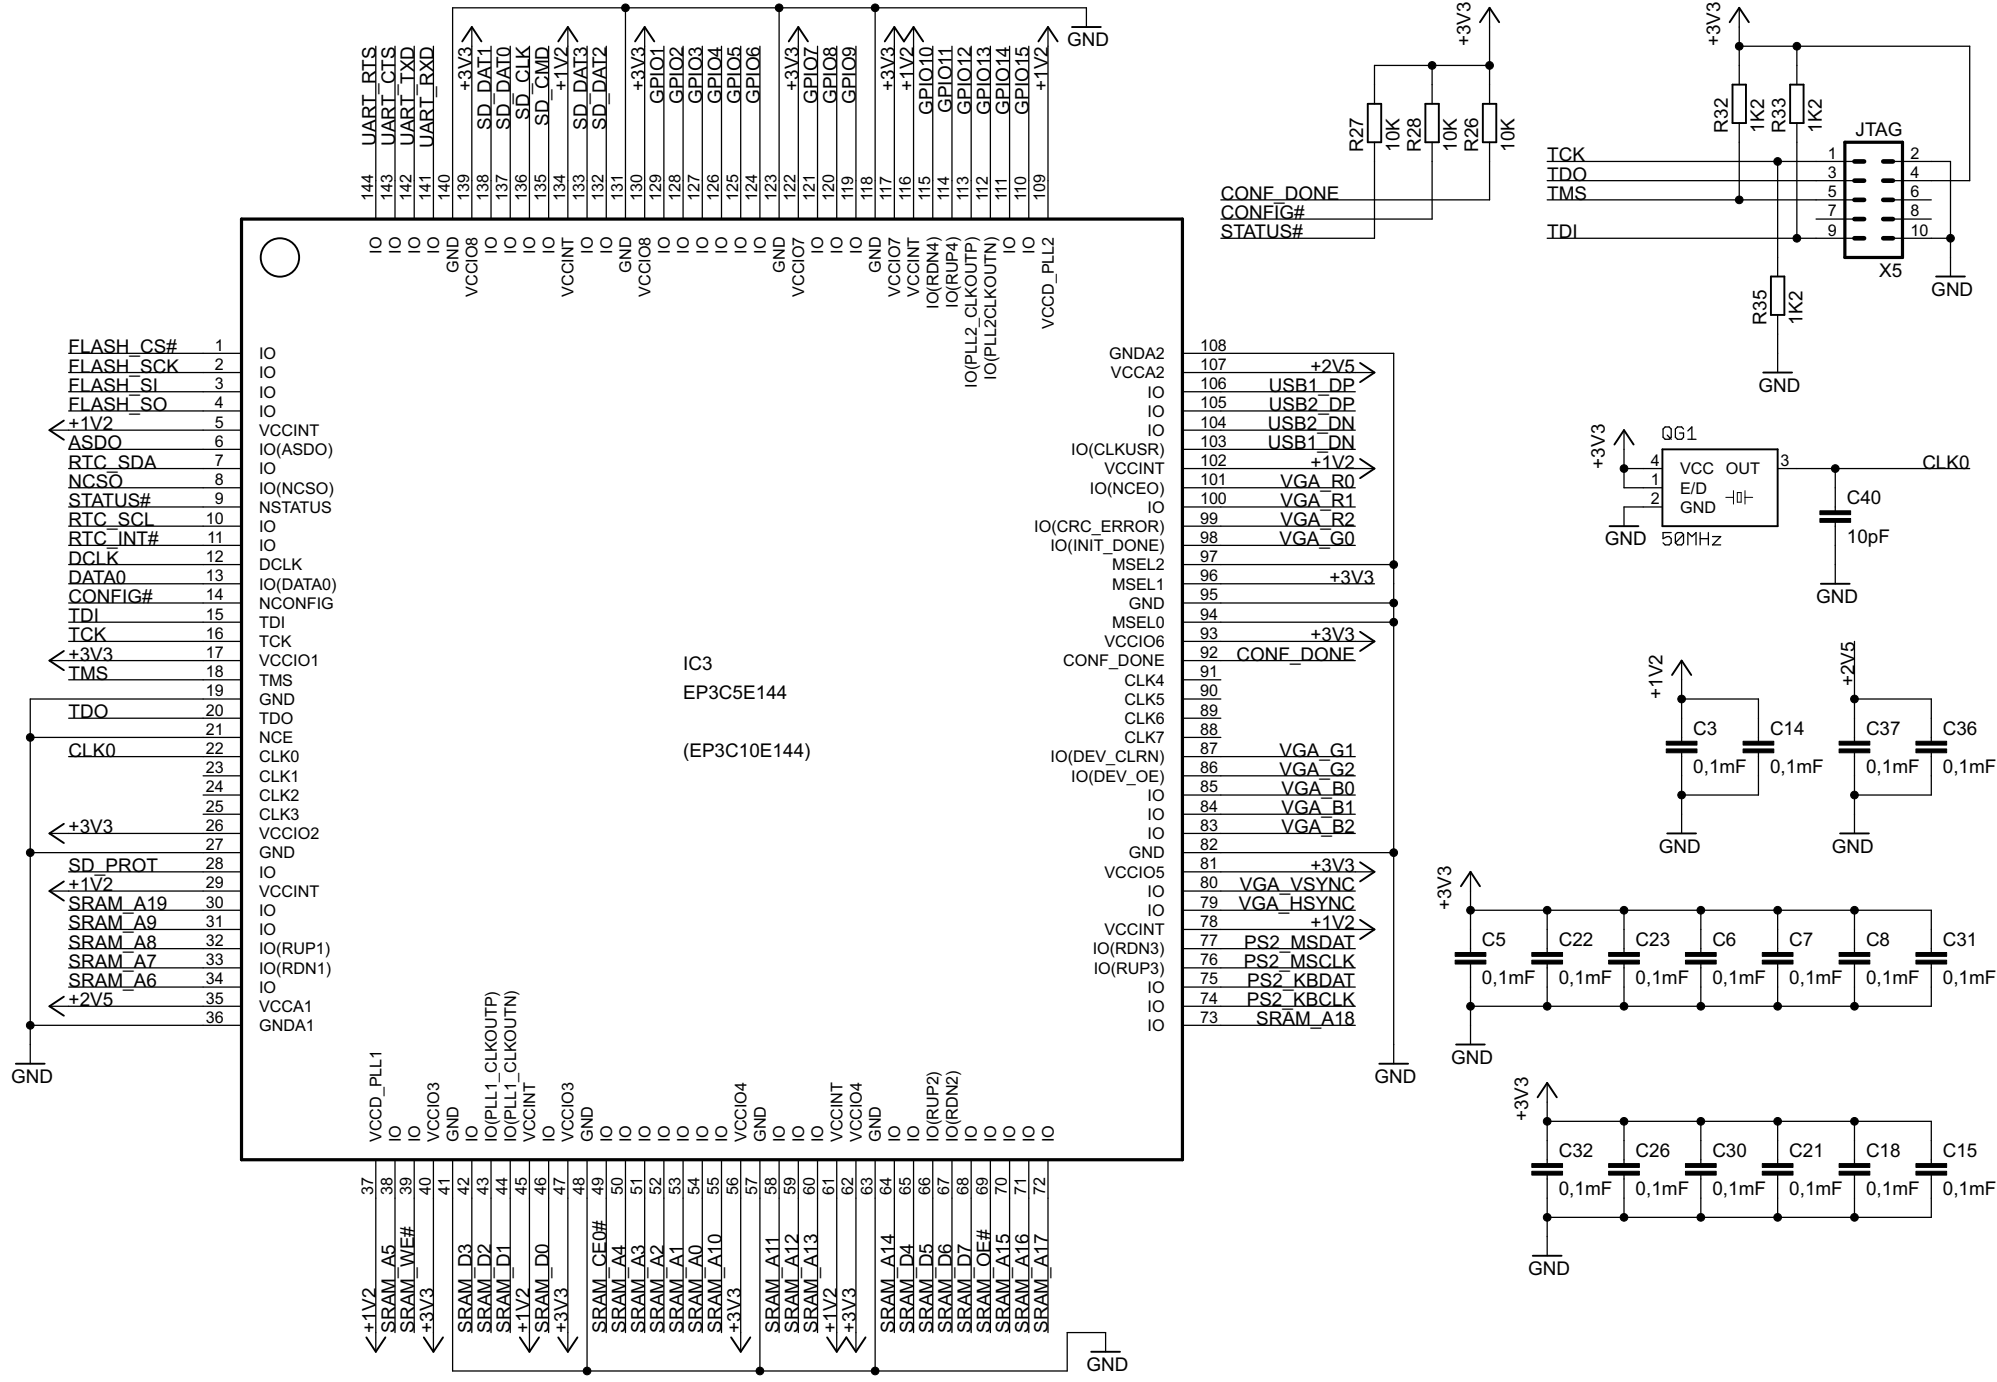 GND
144 UART_RTS IO
143 UART_CTS IO
142 UART_TXD IO
141 UART_RXD IO
140 GND
139 +3V3 VCCIO8
138 SD_DAT1 IO
137 SD_DAT0 IO
136 SD_CLK IO
135 SD_CMD IO
134 +1V2 VCCINT
133 SD_DAT3 IO
132 SD_DAT2 IO
131 GND
130 +3V3 VCCIO8
129 GPIO1 IO
128 GPIO2 IO
127 GPIO3 IO
126 GPIO4 IO
125 GPIO5 IO
124 GPIO6 IO
123 GND
122 +3V3 VCCIO7
121 GPIO7 IO
120 GPIO8 IO
119 GPIO9 IO
118 GND
117 +3V3 VCCIO7
116 +1V2 VCCINT
115 GPIO10 IO(RDN4)
114 GPIO11 IO(RUP4)
113 GPIO12 IO(PLL2_CLKOUTP)
112 GPIO13 IO(PLL2CLKOUTN)
111 GPIO14 IO
110 GPIO15 IO
109 +1V2 VCCD_PLL2
FLASH_CS# 1 IO
FLASH_SCK 2 IO
FLASH_SI 3 IO
FLASH_SO 4 IO
+1V2 5 VCCINT
ASDO 6 IO(ASDO)
RTC_SDA 7 IO
NCSO 8 IO(NCSO)
STATUS# 9 NSTATUS
RTC_SCL 10 IO
RTC_INT# 11 IO
DCLK 12 DCLK
DATA0 13 IO(DATA0)
CONFIG# 14 NCONFIG
TDI 15 TDI
TCK 16 TCK
+3V3 17 VCCIO1
TMS 18 TMS
19 GND
TDO 20 TDO
21 NCE
CLK0 22 CLK0
23 CLK1
24 CLK2
25 CLK3
+3V3 26 VCCIO2
27 GND
SD_PROT 28 IO
+1V2 29 VCCINT
SRAM_A19 30 IO
SRAM_A9 31 IO
SRAM_A8 32 IO(RUP1)
SRAM_A7 33 IO(RDN1)
SRAM_A6 34 IO
+2V5 35 VCCA1
36 GNDA1
GND
IC3
EP3C5E144
(EP3C10E144)
GNDA2 108
VCCA2 107 +2V5
IO 106 USB1_DP
IO 105 USB2_DP
IO 104 USB2_DN
IO(CLKUSR) 103 USB1_DN
VCCINT 102 +1V2
IO(NCEO) 101 VGA_R0
IO 100 VGA_R1
IO(CRC_ERROR) 99 VGA_R2
IO(INIT_DONE) 98 VGA_G0
MSEL2 97
MSEL1 96 +3V3
GND 95
MSEL0 94
VCCIO6 93 +3V3
CONF_DONE 92 CONF_DONE
CLK4 91
CLK5 90
CLK6 89
CLK7 88
IO(DEV_CLRN) 87 VGA_G1
IO(DEV_OE) 86 VGA_G2
IO 85 VGA_B0
IO 84 VGA_B1
IO 83 VGA_B2
GND 82
VCCIO5 81 +3V3
IO 80 VGA_VSYNC
IO 79 VGA_HSYNC
VCCINT 78 +1V2
IO(RDN3) 77 PS2_MSDAT
IO(RUP3) 76 PS2_MSCLK
IO 75 PS2_KBDAT
IO 74 PS2_KBCLK
IO 73 SRAM_A18
GND
VCCD_PLL1 37 +1V2
IO 38 SRAM_A5
IO 39 SRAM_WE#
VCCIO3 40 +3V3
GND 41
IO 42 SRAM_D3
IO(PLL1_CLKOUTP) 43 SRAM_D2
IO(PLL1_CLKOUTN) 44 SRAM_D1
VCCINT 45 +1V2
IO 46 SRAM_D0
VCCIO3 47 +3V3
GND 48
IO 49 SRAM_CE0#
IO 50 SRAM_A4
IO 51 SRAM_A3
IO 52 SRAM_A2
IO 53 SRAM_A1
IO 54 SRAM_A0
IO 55 SRAM_A10
VCCIO4 56 +3V3
GND 57
IO 58 SRAM_A11
IO 59 SRAM_A12
IO 60 SRAM_A13
VCCINT 61 +1V2
VCCIO4 62 +3V3
GND 63
IO 64 SRAM_A14
IO 65 SRAM_D4
IO(RUP2) 66 SRAM_D5
IO(RDN2) 67 SRAM_D6
IO 68 SRAM_D7
IO 69 SRAM_OE#
IO 70 SRAM_A15
IO 71 SRAM_A16
IO 72 SRAM_A17
GND
+3V3
R27 10K
R28 10K
R26 10K
CONF_DONE
CONFIG#
STATUS#
+3V3
R32 1K2
R33 1K2
JTAG
TCK 1 2
TDO 3 4
TMS 5 6
7 8
TDI 9 10
X5
GND
R35 1K2
GND
+3V3
QG1
4 VCC OUT 3 CLK0
1 E/D
2 GND
GND 50MHz
C40
10pF
GND
+1V2
C3 C14
0,1mF 0,1mF
GND
+2V5
C37 C36
0,1mF 0,1mF
GND
+3V3
C5 C22 C23 C6 C7 C8 C31
0,1mF 0,1mF 0,1mF 0,1mF 0,1mF 0,1mF 0,1mF
GND
+3V3
C32 C26 C30 C21 C18 C15
0,1mF 0,1mF 0,1mF 0,1mF 0,1mF 0,1mF
GND